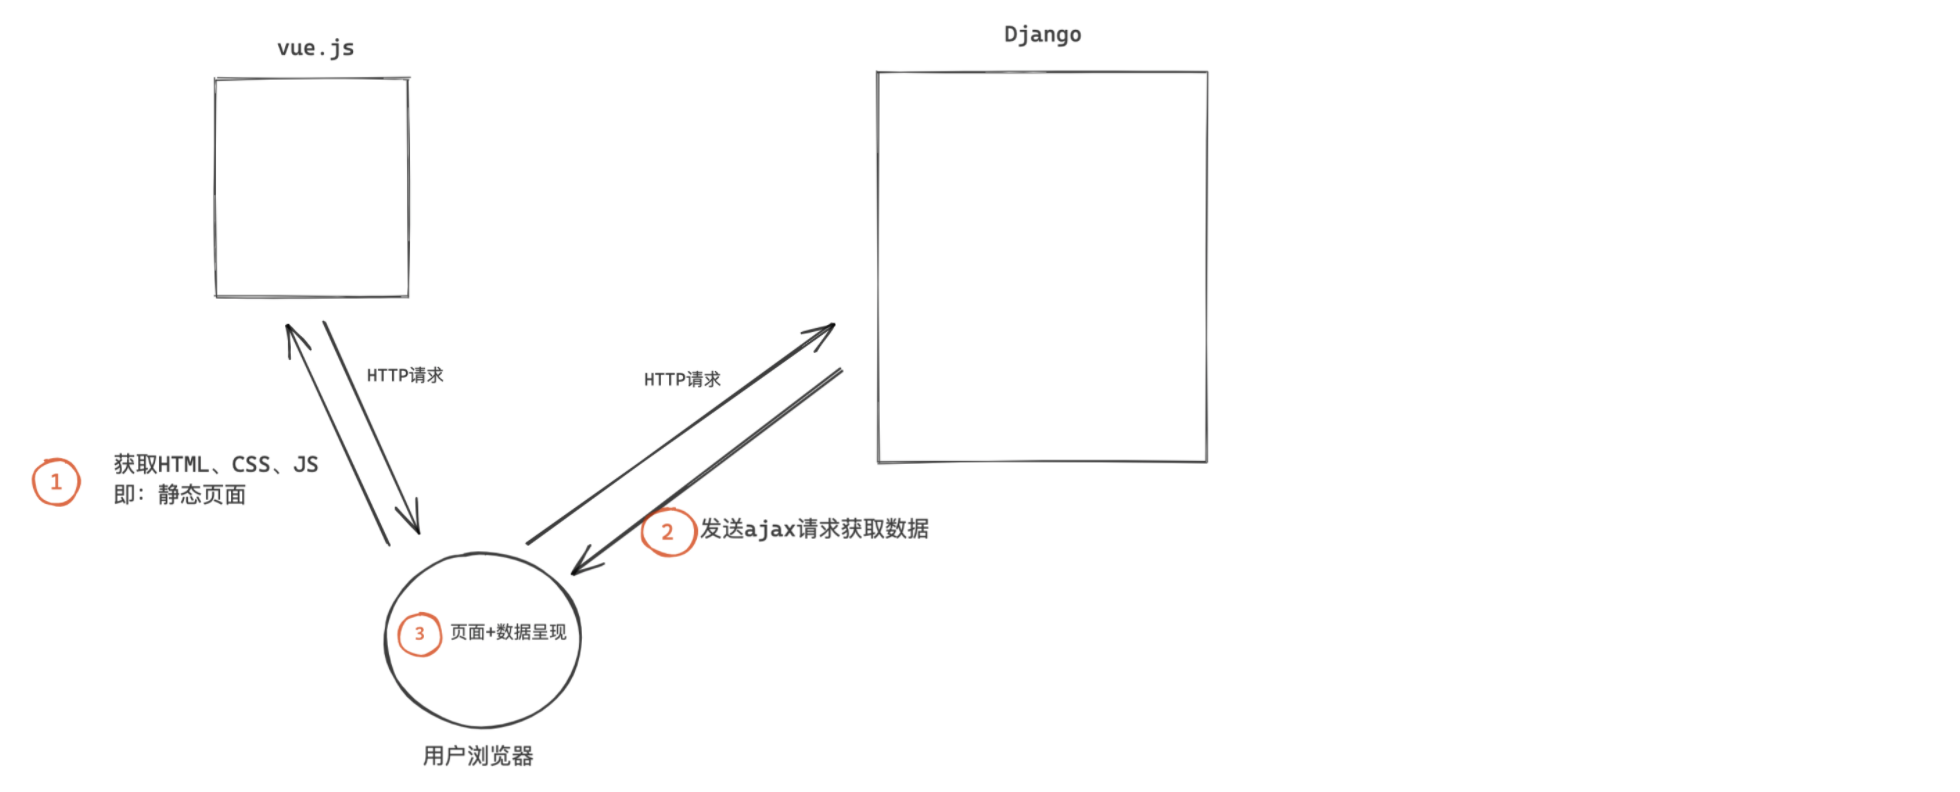 vue.js
Django
HTTP请求
HTTP请求
1
获取HTML、CSS、JS
即：静态页面
2
发送ajax请求获取数据
3
页面+数据呈现
用户浏览器